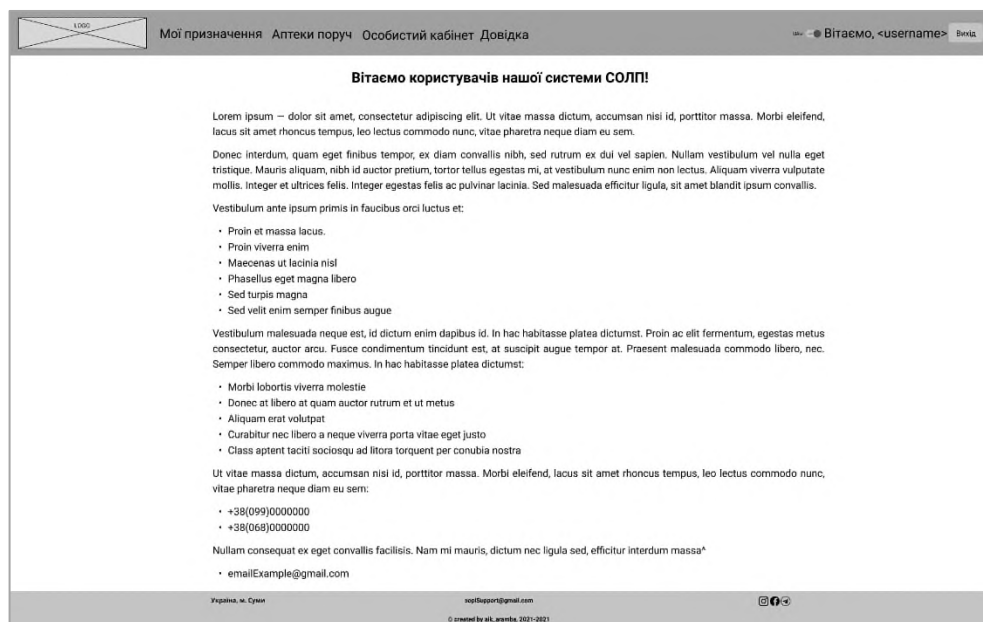 LOGO
Мої призначення Аптеки поруч Особистий кабінет Довідка
Вітаємо, <username> Вихід
Вітаємо користувачів нашої системи СОЛП!
Lorem ipsum — dolor sit amet, consectetur adipiscing elit. Ut vitae massa dictum, accumsan nisi id, porttitor massa. Morbi eleifend,
lacus sit amet rhoncus tempus, leo lectus commodo nunc, vitae pharetra neque diam eu sem.
Donec interdum, quam eget finibus tempor, ex diam convallis nibh, sed rutrum ex dui vel sapien. Nullam vestibulum vel nulla eget
tristique. Mauris aliquam, nibh id auctor pretium, tortor tellus egestas mi, at vestibulum nunc enim non lectus. Aliquam viverra vulputate
mollis. Integer et ultrices felis. Integer egestas felis ac pulvinar lacinia. Sed malesuada efficitur ligula, sit amet blandit ipsum convallis.
Vestibulum ante ipsum primis in faucibus orci luctus et:
• Proin et massa lacus.
• Proin viverra enim
• Maecenas ut lacinia nisl
• Phasellus eget magna libero
• Sed turpis magna
• Sed velit enim semper finibus augue
Vestibulum malesuada neque est, id dictum enim dapibus id. In hac habitasse platea dictumst. Proin ac elit fermentum, egestas metus
consectetur, auctor arcu. Fusce condimentum tincidunt est, at suscipit augue tempor at. Praesent malesuada commodo libero, nec.
Semper libero commodo maximus. In hac habitasse platea dictumst:
• Morbi lobortis viverra molestie
• Donec at libero at quam auctor rutrum et ut metus
• Aliquam erat volutpat
• Curabitur nec libero a neque viverra porta vitae eget justo
• Class aptent taciti sociosqu ad litora torquent per conubia nostra
Ut vitae massa dictum, accumsan nisi id, porttitor massa. Morbi eleifend, lacus sit amet rhoncus tempus, leo lectus commodo nunc,
vitae pharetra neque diam eu sem:
• +38(099)0000000
• +38(068)0000000
Nullam consequat ex eget convallis facilisis. Nam mi mauris, dictum nec ligula sed, efficitur interdum massa^
• emailExample@gmail.com
Україна, м. Суми
soplSupport@gmail.com
© created by aik, aramba, 2021-2021